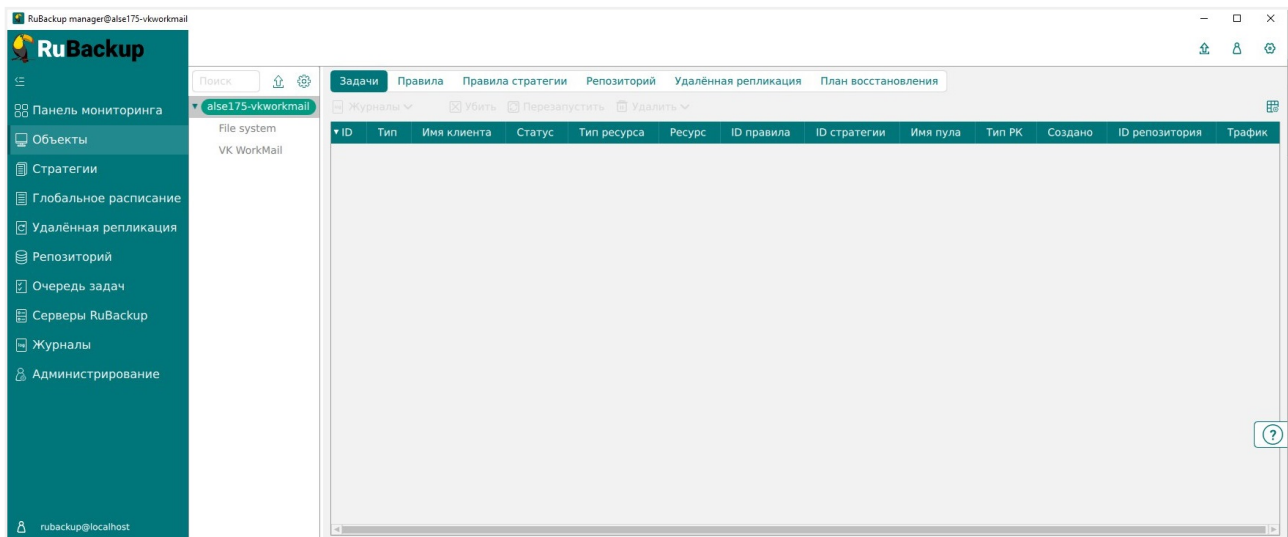 RuBackup manager@alse175-vkworkmail
RuBackup
Панель мониторинга
Объекты
Стратегии
Глобальное расписание
Удалённая репликация
Репозиторий
Очередь задач
Серверы RuBackup
Журналы
Администрирование
rubackup@localhost
Поиск
alse175-vkworkmail
File system
VK WorkMail
Задачи Правила Правила стратегии Репозиторий Удалённая репликация План восстановления
Журналы Убить Перезапустить Удалить
ID Тип Имя клиента Статус Тип ресурса Ресурс ID правила ID стратегии Имя пула Тип РК Создано ID репозитория Трафик
?